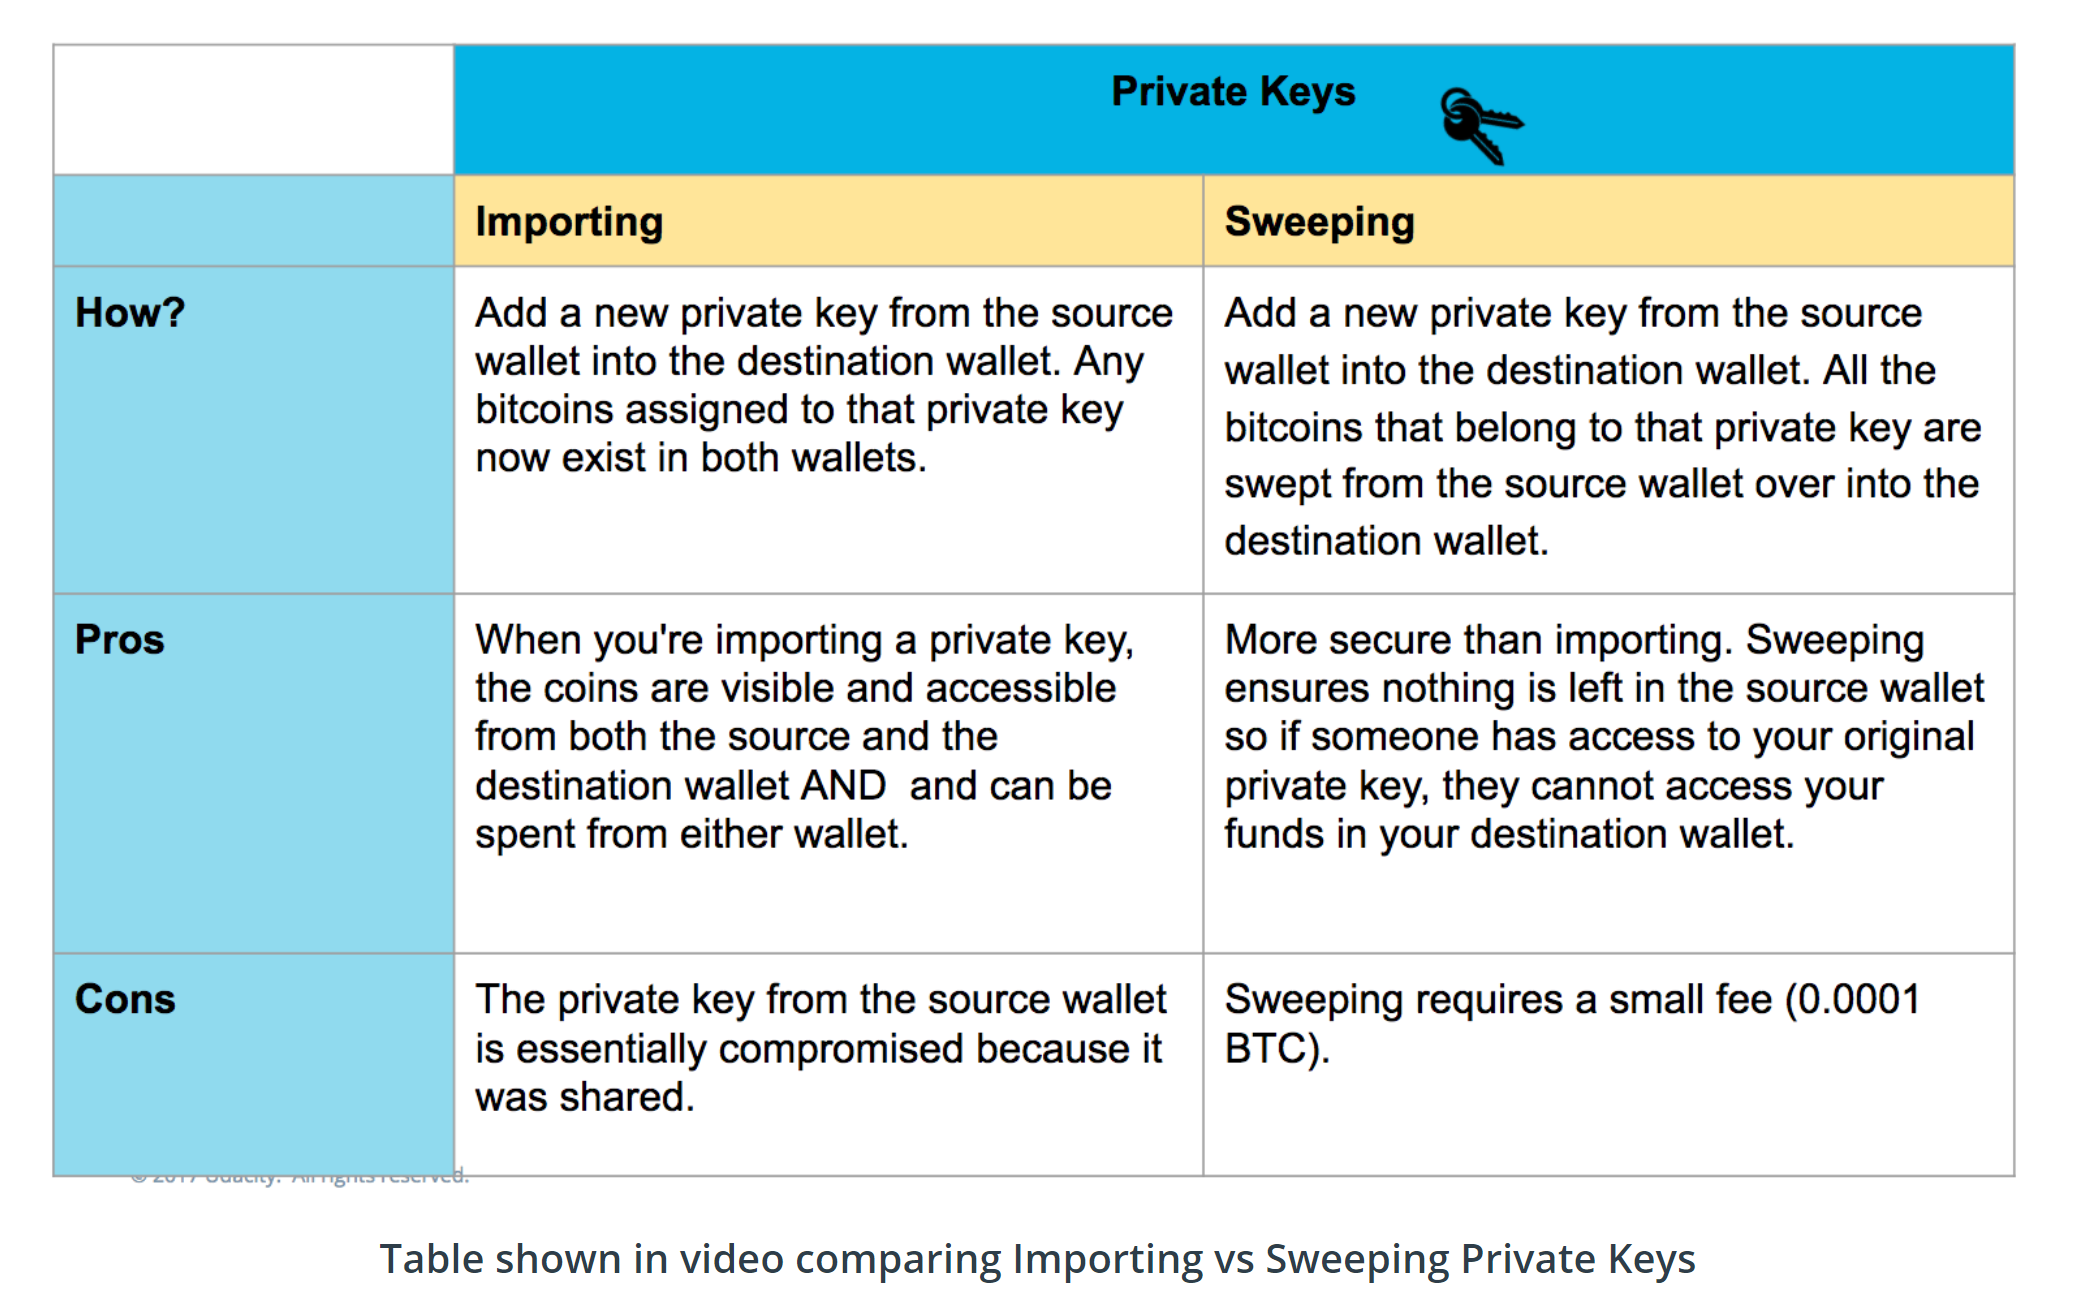 Private Keys
Importing
Sweeping
How?
Add a new private key from the source
wallet into the destination wallet. Any
bitcoins assigned to that private key
now exist in both wallets.
Add a new private key from the source
wallet into the destination wallet. All the
bitcoins that belong to that private key are
swept from the source wallet over into the
destination wallet.
Pros
When you're importing a private key,
the coins are visible and accessible
from both the source and the
destination wallet AND  and can be
spent from either wallet.
More secure than importing. Sweeping
ensures nothing is left in the source wallet
so if someone has access to your original
private key, they cannot access your
funds in your destination wallet.
Cons
The private key from the source wallet
is essentially compromised because it
was shared.
Sweeping requires a small fee (0.0001
BTC).
© 2017 Udacity. All rights reserved.
Table shown in video comparing Importing vs Sweeping Private Keys